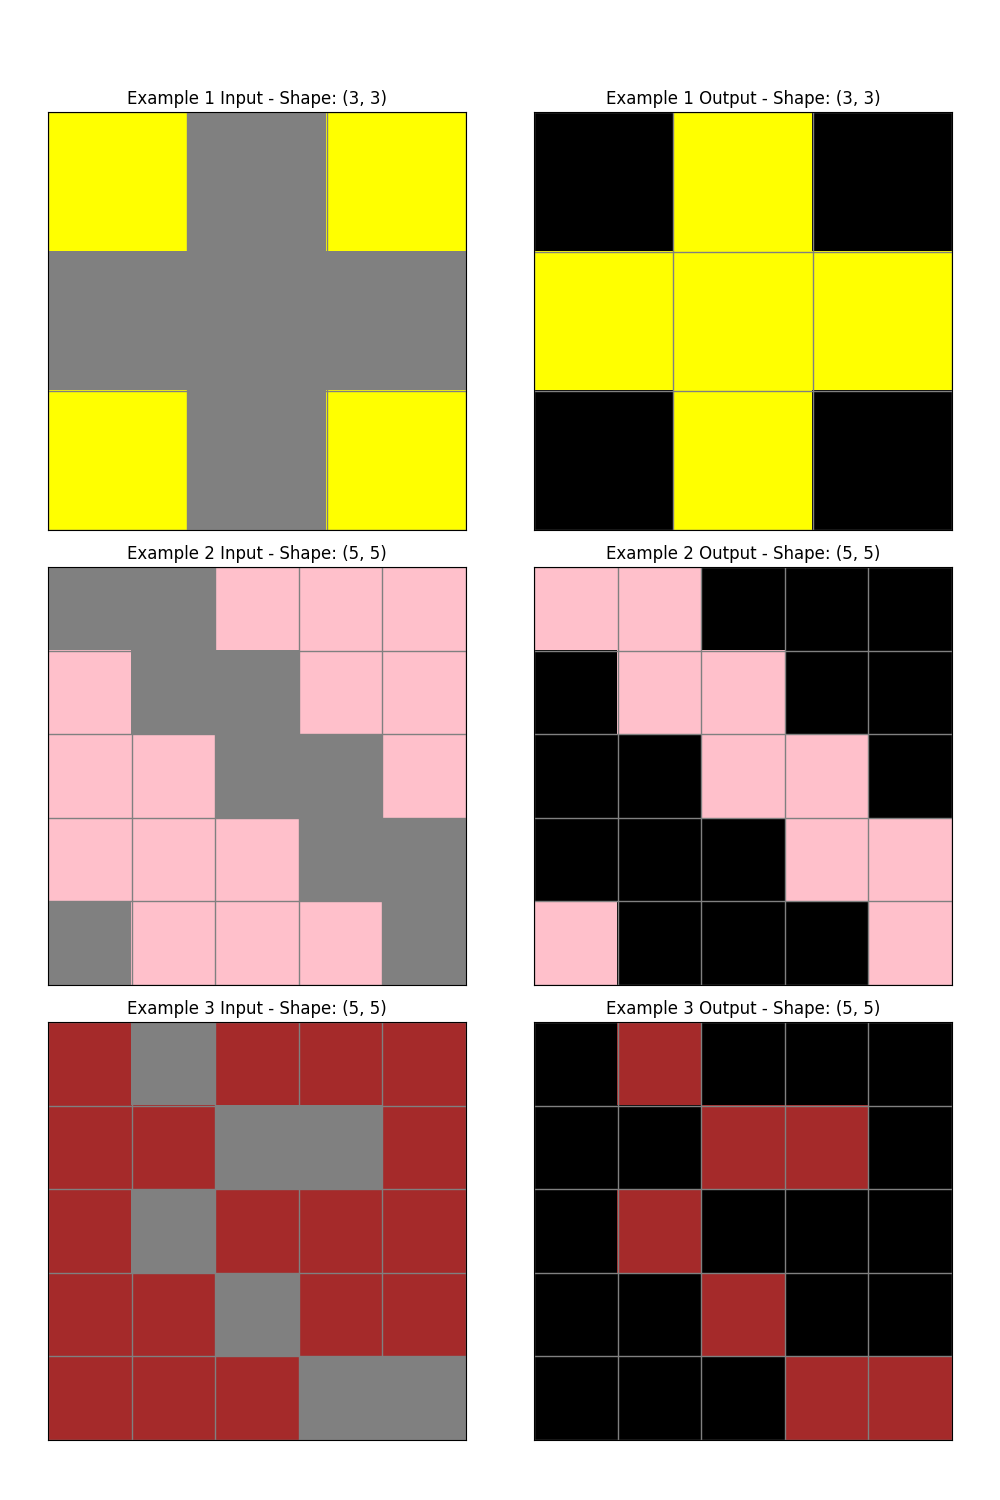 Example 1 Input - Shape: (3, 3)
Example 1 Output - Shape: (3, 3)
Example 2 Input - Shape: (5, 5)
Example 2 Output - Shape: (5, 5)
Example 3 Input - Shape: (5, 5)
Example 3 Output - Shape: (5, 5)